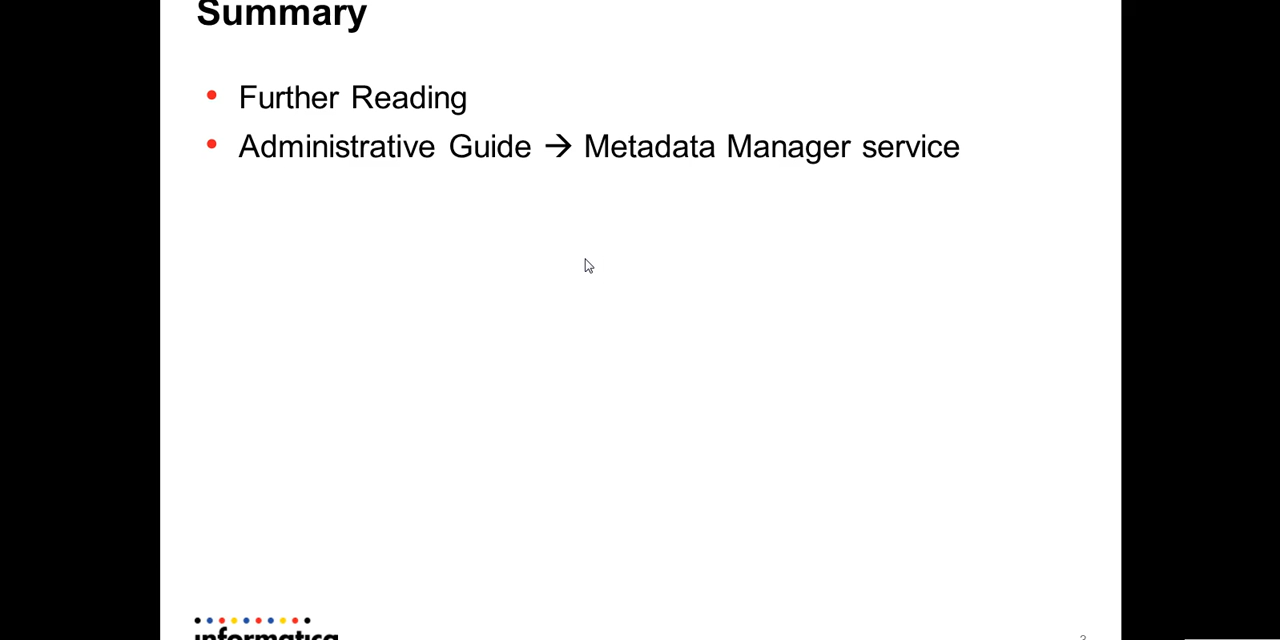 Summary
• Further Reading
• Administrative Guide → Metadata Manager service
informatica